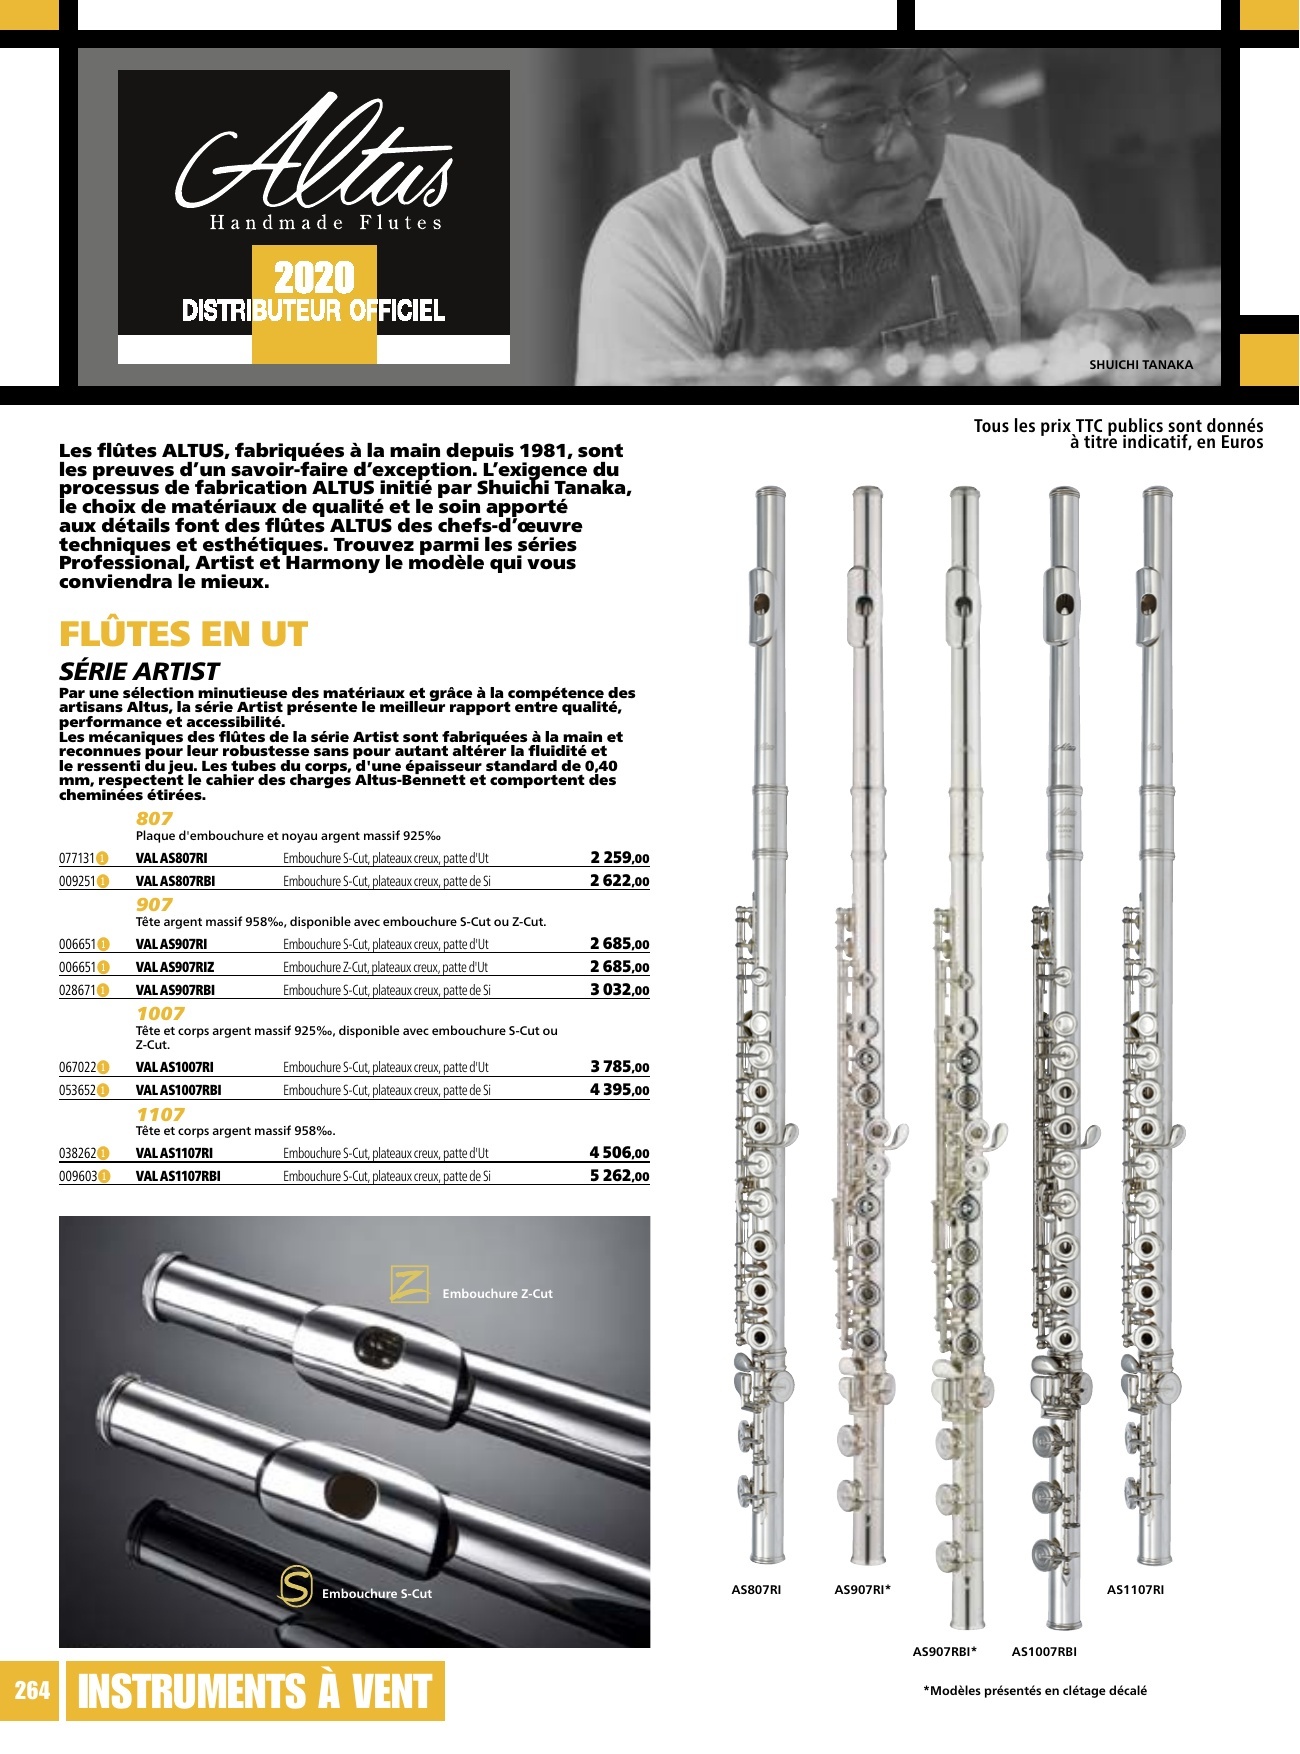 Altus
Handmade Flutes
2020
DISTRIBUTEUR OFFICIEL
SHUICHI TANAKA
Tous les prix TTC publics sont donnés
à titre indicatif, en Euros
Les flûtes ALTUS, fabriquées à la main depuis 1981, sont
les preuves d’un savoir-faire d’exception. L’exigence du
processus de fabrication ALTUS initié par Shuichi Tanaka,
le choix de matériaux de qualité et le soin apporté
aux détails font des flûtes ALTUS des chefs-d’œuvre
techniques et esthétiques. Trouvez parmi les séries
Professional, Artist et Harmony le modèle qui vous
conviendra le mieux.
FLÛTES EN UT
SÉRIE ARTIST
Par une sélection minutieuse des matériaux et grâce à la compétence des
artisans Altus, la série Artist présente le meilleur rapport entre qualité,
performance et accessibilité.
Les mécaniques des flûtes de la série Artist sont fabriquées à la main et
reconnues pour leur robustesse sans pour autant altérer la fluidité et
le ressenti du jeu. Les tubes du corps, d'une épaisseur standard de 0,40
mm, respectent le cahier des charges Altus-Bennett et comportent des
cheminées étirées.
807
Plaque d'embouchure et noyau argent massif 925‰
077131 1 VAL AS807RI Embouchure S-Cut, plateaux creux, patte d'Ut 2 259,00
009251 1 VAL AS807RBI Embouchure S-Cut, plateaux creux, patte de Si 2 622,00
907
Tête argent massif 958‰, disponible avec embouchure S-Cut ou Z-Cut.
006651 1 VAL AS907RI Embouchure S-Cut, plateaux creux, patte d'Ut 2 685,00
006651 1 VAL AS907RIZ Embouchure Z-Cut, plateaux creux, patte d'Ut 2 685,00
028671 1 VAL AS907RBI Embouchure S-Cut, plateaux creux, patte de Si 3 032,00
1007
Tête et corps argent massif 925‰, disponible avec embouchure S-Cut ou
Z-Cut.
067022 1 VAL AS1007RI Embouchure S-Cut, plateaux creux, patte d'Ut 3 785,00
053652 1 VAL AS1007RBI Embouchure S-Cut, plateaux creux, patte de Si 4 395,00
1107
Tête et corps argent massif 958‰.
038262 1 VAL AS1107RI Embouchure S-Cut, plateaux creux, patte d'Ut 4 506,00
009603 1 VAL AS1107RBI Embouchure S-Cut, plateaux creux, patte de Si 5 262,00
Z Embouchure Z-Cut
S Embouchure S-Cut
AS807RI
AS907RI*
AS1107RI
AS907RBI*
AS1007RBI
*Modèles présentés en clétage décalé
264 INSTRUMENTS À VENT